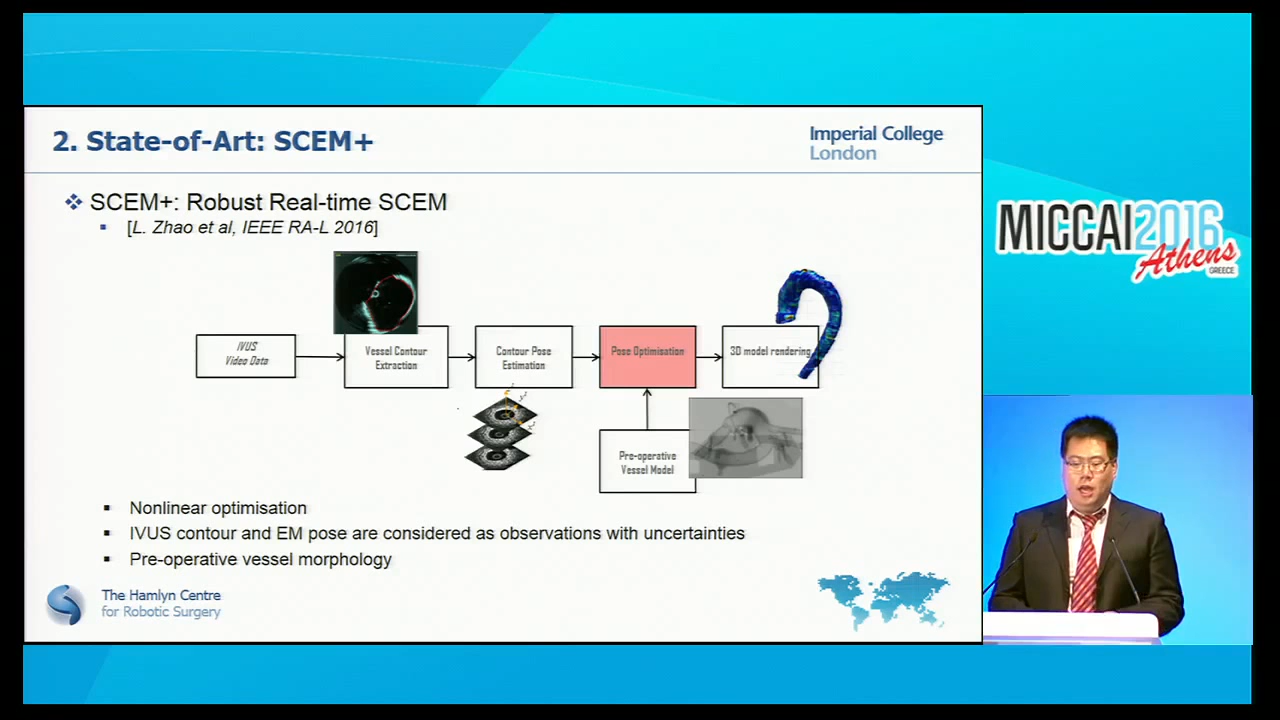 2. State-of-Art: SCEM+
Imperial College
London
SCEM+: Robust Real-time SCEM
[L. Zhao et al, IEEE RA-L 2016]
MICCAI2016
Athens
GREECE
IVUS
Video Data
Vessel Contour
Extraction
Contour Pose
Estimation
Pose Optimisation
3D model rendering
Pre-operative
Vessel Model
Nonlinear optimisation
IVUS contour and EM pose are considered as observations with uncertainties
Pre-operative vessel morphology
The Hamlyn Centre
for Robotic Surgery